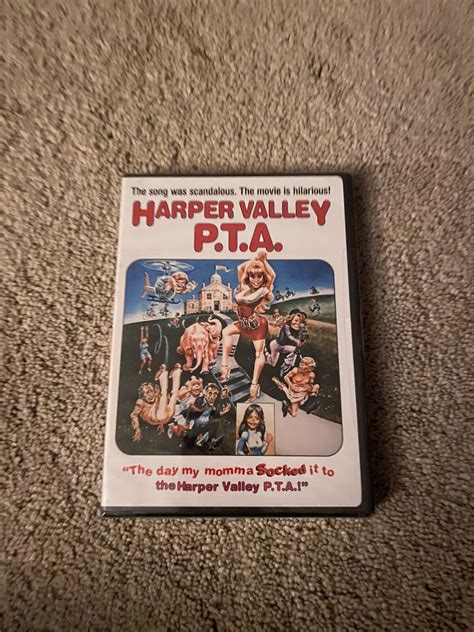 The song was scandalous. The movie is hilarious!
HARPER VALLEY
P.T.A.
"The day my momma Socked it to
the Harper Valley P.T.A.!"